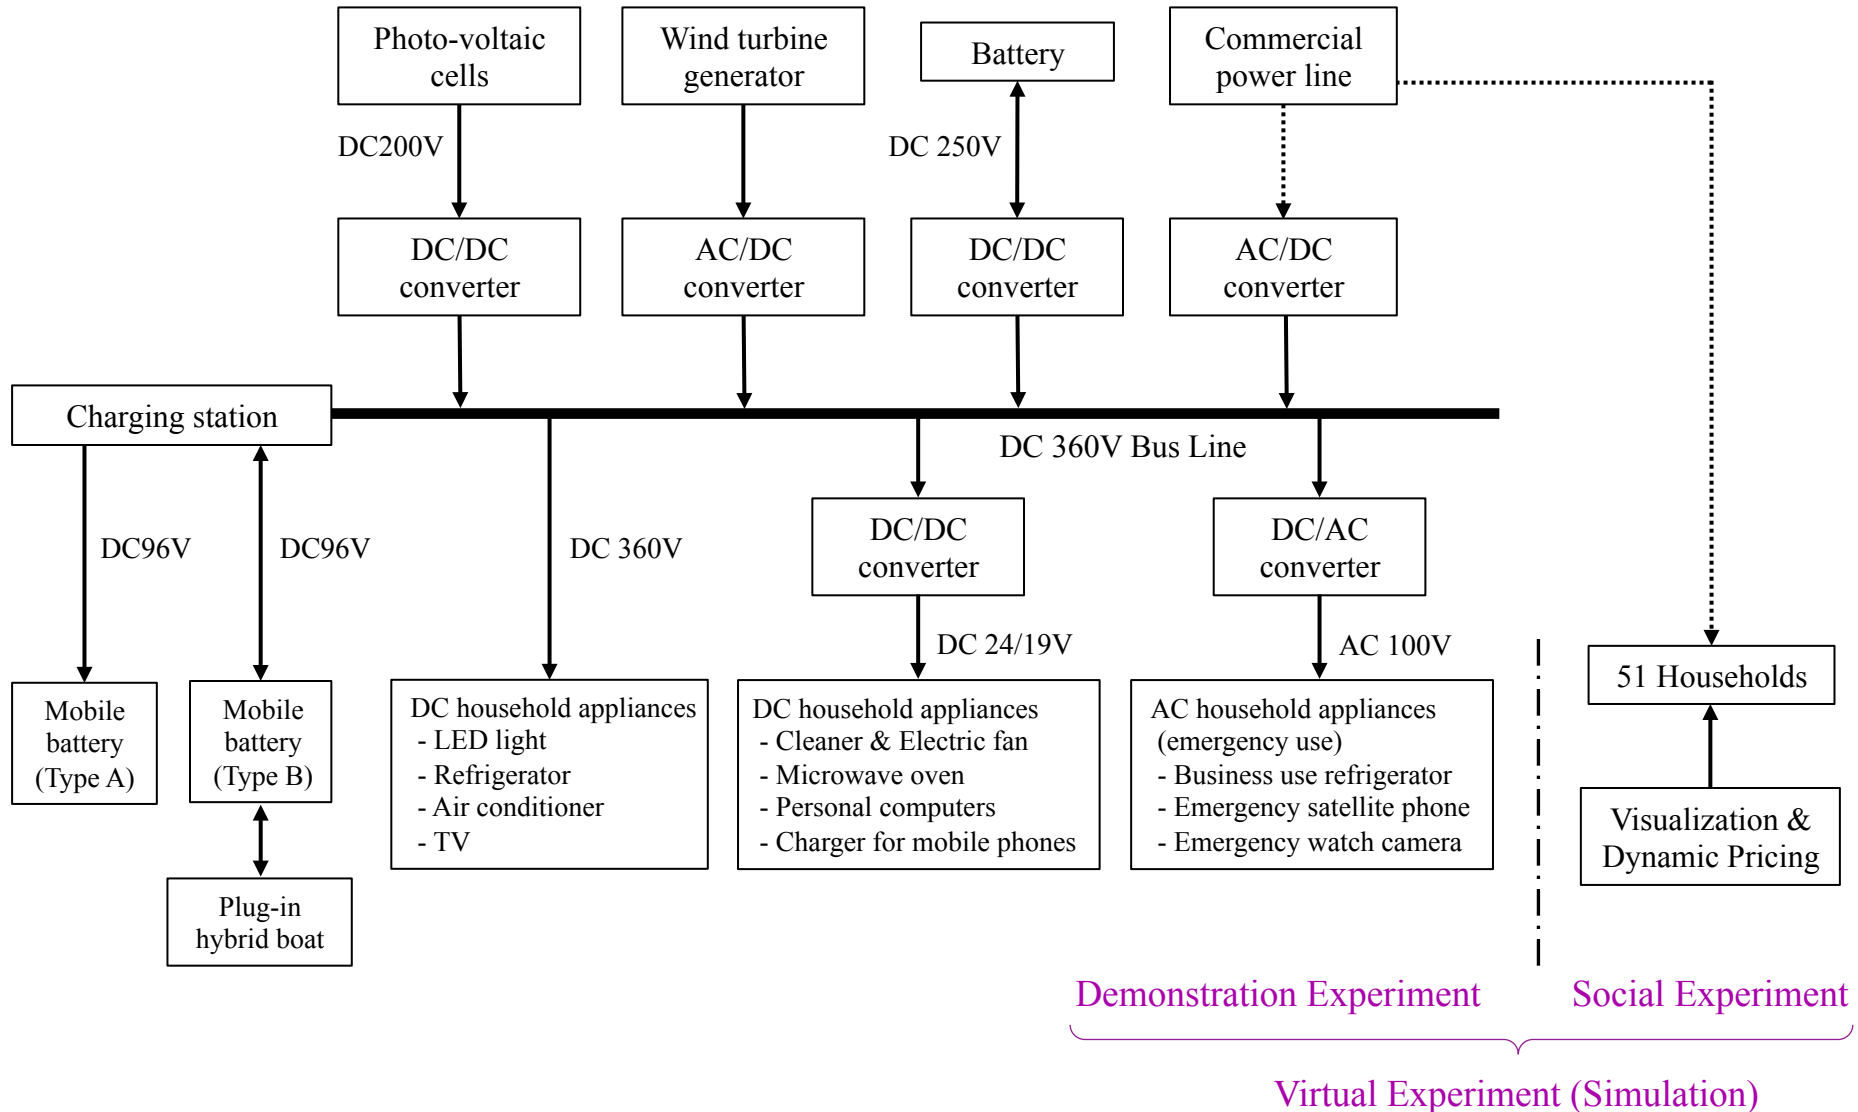 Photo-voltaic
cells
Wind turbine
generator
Battery
Commercial
power line
DC200V
DC 250V
DC/DC
converter
AC/DC
converter
DC/DC
converter
AC/DC
converter
Charging station
DC 360V Bus Line
DC96V
DC96V
DC 360V
DC/DC
converter
DC/AC
converter
DC 24/19V
AC 100V
Mobile
battery
(Type A)
Mobile
battery
(Type B)
DC household appliances
- LED light
- Refrigerator
- Air conditioner
- TV
DC household appliances
- Cleaner & Electric fan
- Microwave oven
- Personal computers
- Charger for mobile phones
AC household appliances
(emergency use)
- Business use refrigerator
- Emergency satellite phone
- Emergency watch camera
51 Households
Visualization &
Dynamic Pricing
Plug-in
hybrid boat
Demonstration Experiment
Social Experiment
Virtual Experiment (Simulation)